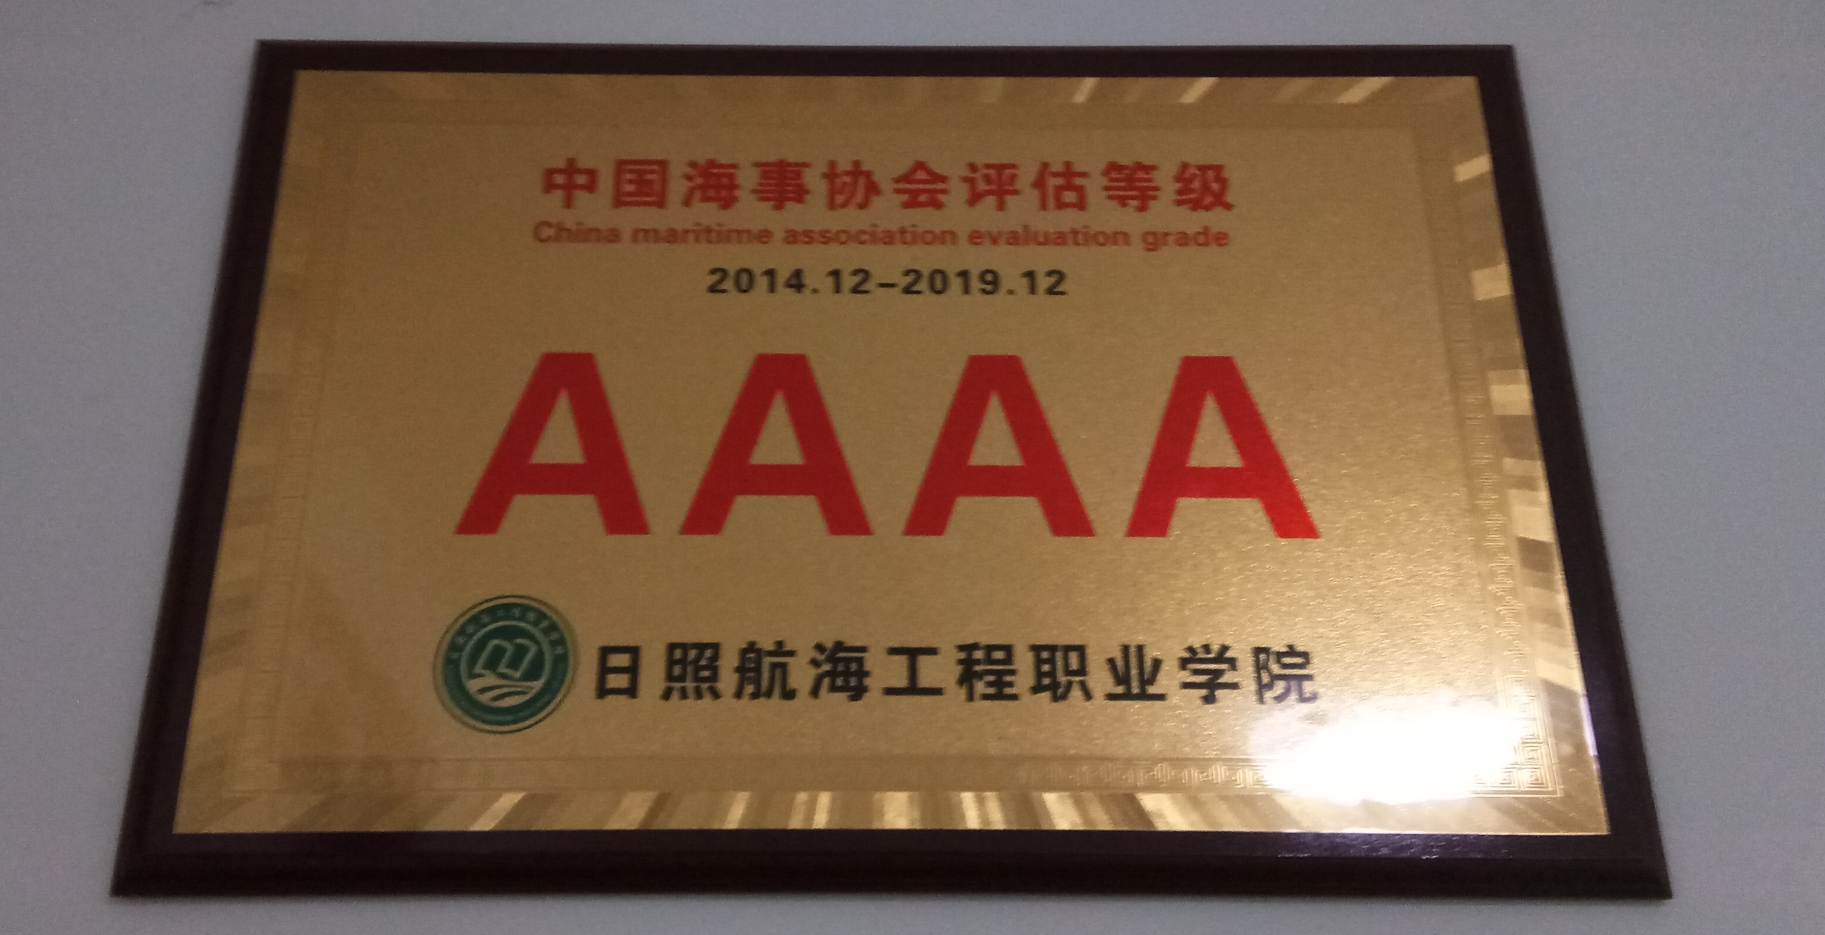 中国海事协会评估等级
China maritime association evaluation grade
2014.12-2019.12
AAAA
日照航海工程职业学院